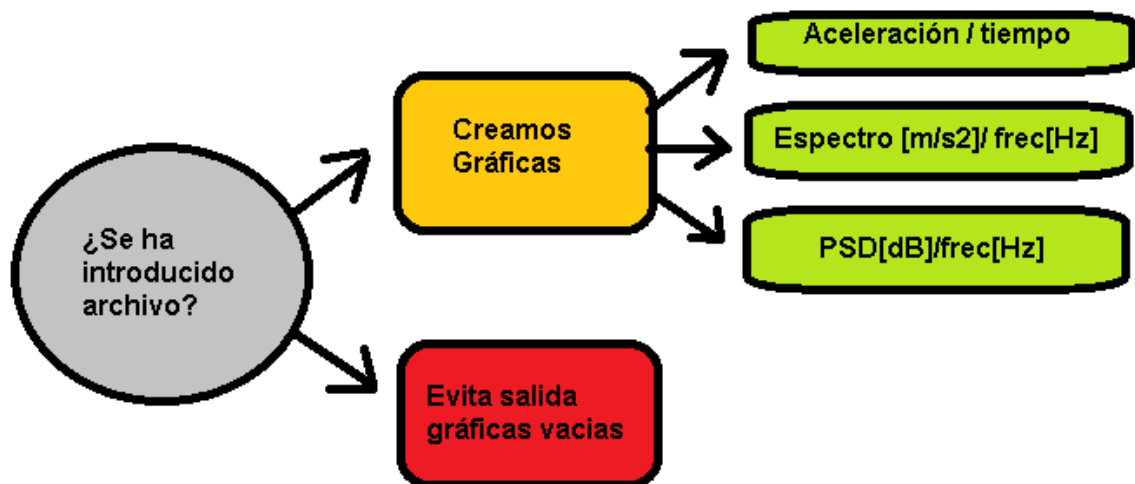 ¿Se ha
introducido
archivo?
Creamos
Gráficas
Aceleración / tiempo
Espectro [m/s2]/ frec[Hz]
PSD[dB]/frec[Hz]
Evita salida
gráficas vacias